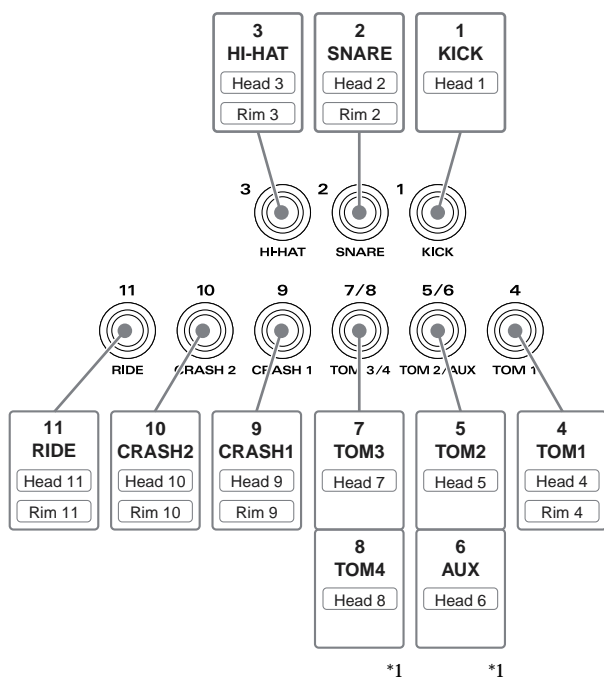 3 2 1
HI-HAT SNARE KICK
Head 3 Head 2 Head 1
Rim 3 Rim 2
3 2 1
HI-HAT SNARE KICK
11 10 9 7/8 5/6 4
RIDE CRASH 2 CRASH 1 TOM 3/4 TOM 2/AUX TOM 1
11 10 9 7 5 4
RIDE CRASH2 CRASH1 TOM3 TOM2 TOM1
Head 11 Head 10 Head 9 Head 7 Head 5 Head 4
Rim 11 Rim 10 Rim 9 Rim 4
8 6
TOM4 AUX
Head 8 Head 6
*1 *1